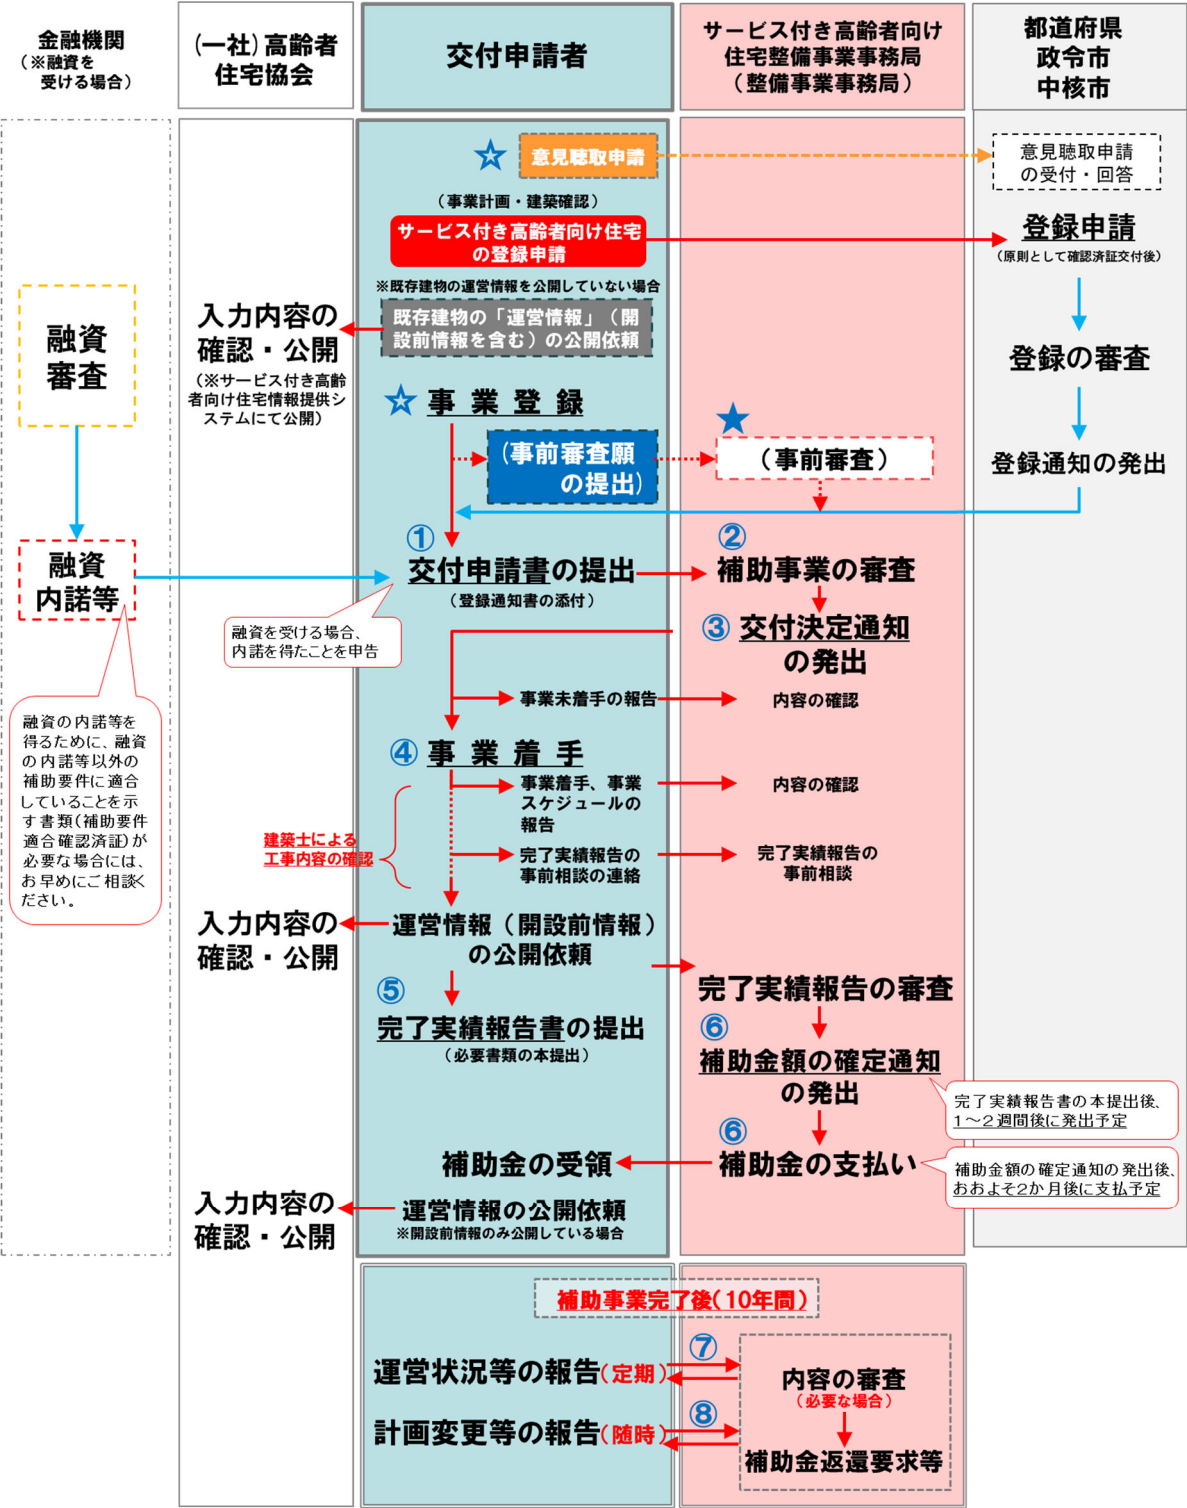 金融機関
(※融資を
受ける場合)
(一社)高齢者
住宅協会
交付申請者
サービス付き高齢者向け
住宅整備事業事務局
(整備事業事務局)
都道府県
政令市
中核市
☆
意見聴取申請
意見聴取申請
の受付・回答
(事業計画・建築確認)
サービス付き高齢者向け住宅
の登録申請
登録申請
(原則として確認済証交付後)
※既存建物の運営情報を公開していない場合
既存建物の「運営情報」(開
設前情報を含む)の公開依頼
入力内容の
確認・公開
(※サービス付き高齢
者向け住宅情報提供シ
ステムにて公開)
融資
審査
登録の審査
☆ 事業登録
★
(事前審査願
の提出)
(事前審査)
登録通知の発出
融資
内諾等
①
交付申請書の提出
(登録通知書の添付)
融資を受ける場合、
内諾を得たことを申告
②
補助事業の審査
③ 交付決定通知
の発出
事業未着手の報告
内容の確認
融資の内諾等を
得るために、融資
の内諾等以外の
補助要件に適合
していることを示
す書類(補助要件
適合確認済証)が
必要な場合には、
お早めにご相談く
ださい。
④ 事業着手
事業着手、事業
スケジュールの
報告
内容の確認
建築士による
工事内容の確認
完了実績報告の
事前相談の連絡
完了実績報告の
事前相談
入力内容の
確認・公開
運営情報(開設前情報)
の公開依頼
⑤
完了実績報告書の提出
(必要書類の本提出)
完了実績報告の審査
⑥
補助金額の確定通知
の発出
完了実績報告書の本提出後、
1～2週間後に発出予定
⑥
補助金の受領
補助金の支払い
補助金額の確定通知の発出後、
おおよそ2か月後に支払予定
入力内容の
確認・公開
運営情報の公開依頼
※開設前情報のみ公開している場合
補助事業完了後(10年間)
運営状況等の報告(定期)
⑦
計画変更等の報告(随時)
⑧
内容の審査
(必要な場合)
補助金返還要求等